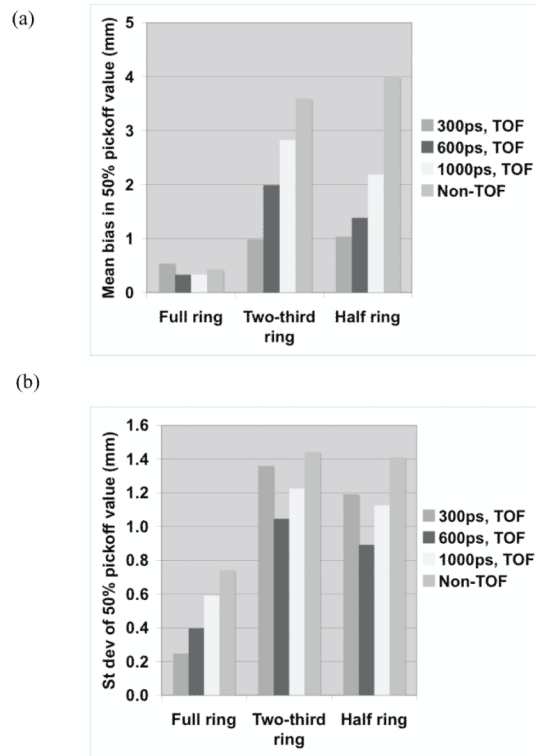 (a)
Mean bias in 50% pickoff value (mm)
5
4
3
2
1
0
Full ring
Two-third
ring
Half ring
300ps, TOF
600ps, TOF
1000ps, TOF
Non-TOF
(b)
St dev of 50% pickoff value (mm)
1.6
1.4
1.2
1.0
0.8
0.6
0.4
0.2
0.0
Full ring
Two-third
ring
Half ring
300ps, TOF
600ps, TOF
1000ps, TOF
Non-TOF